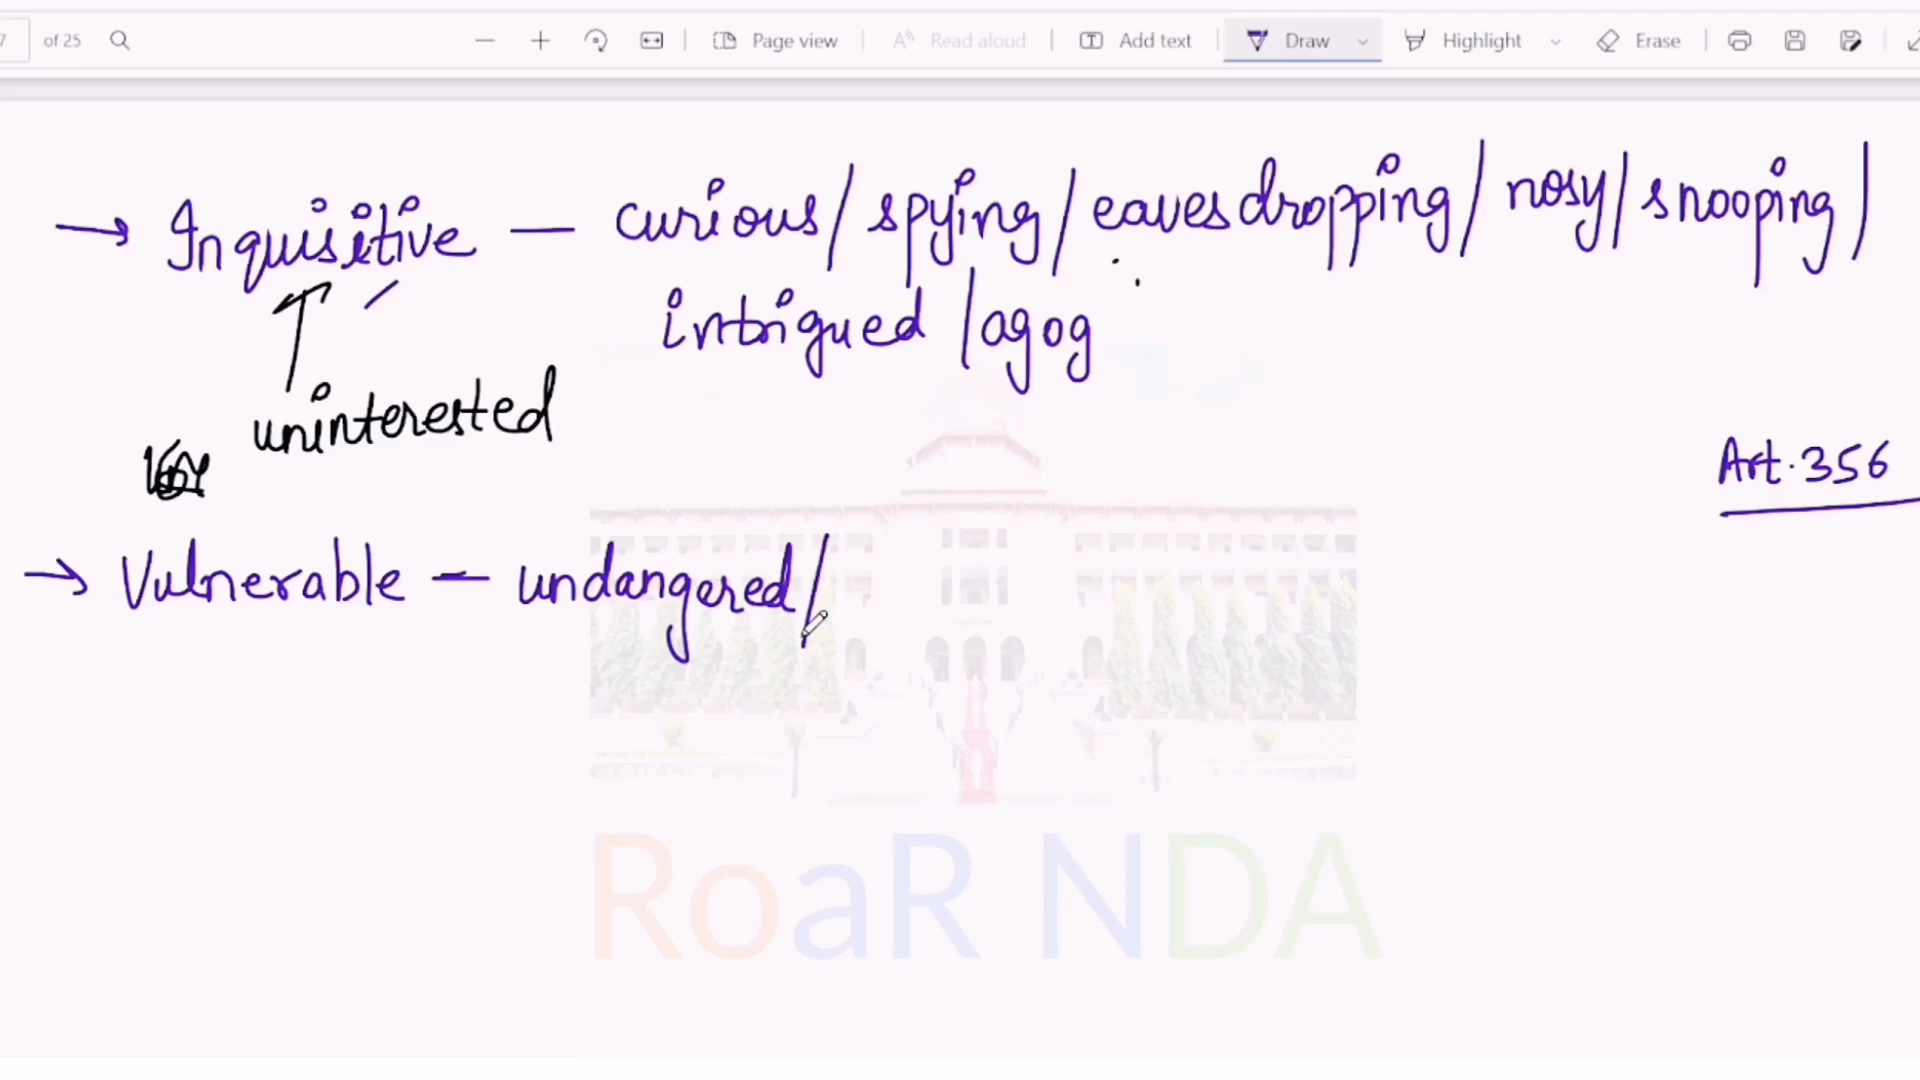 7 of 25 Page view Read aloud Add text Draw Highlight Erase
→ Inquisitive — curious / spying / eavesdropping / nosy / snooping /
intrigued / agog
uninterested
Art. 356
→ Vulnerable — undangered /
RoaR NDA